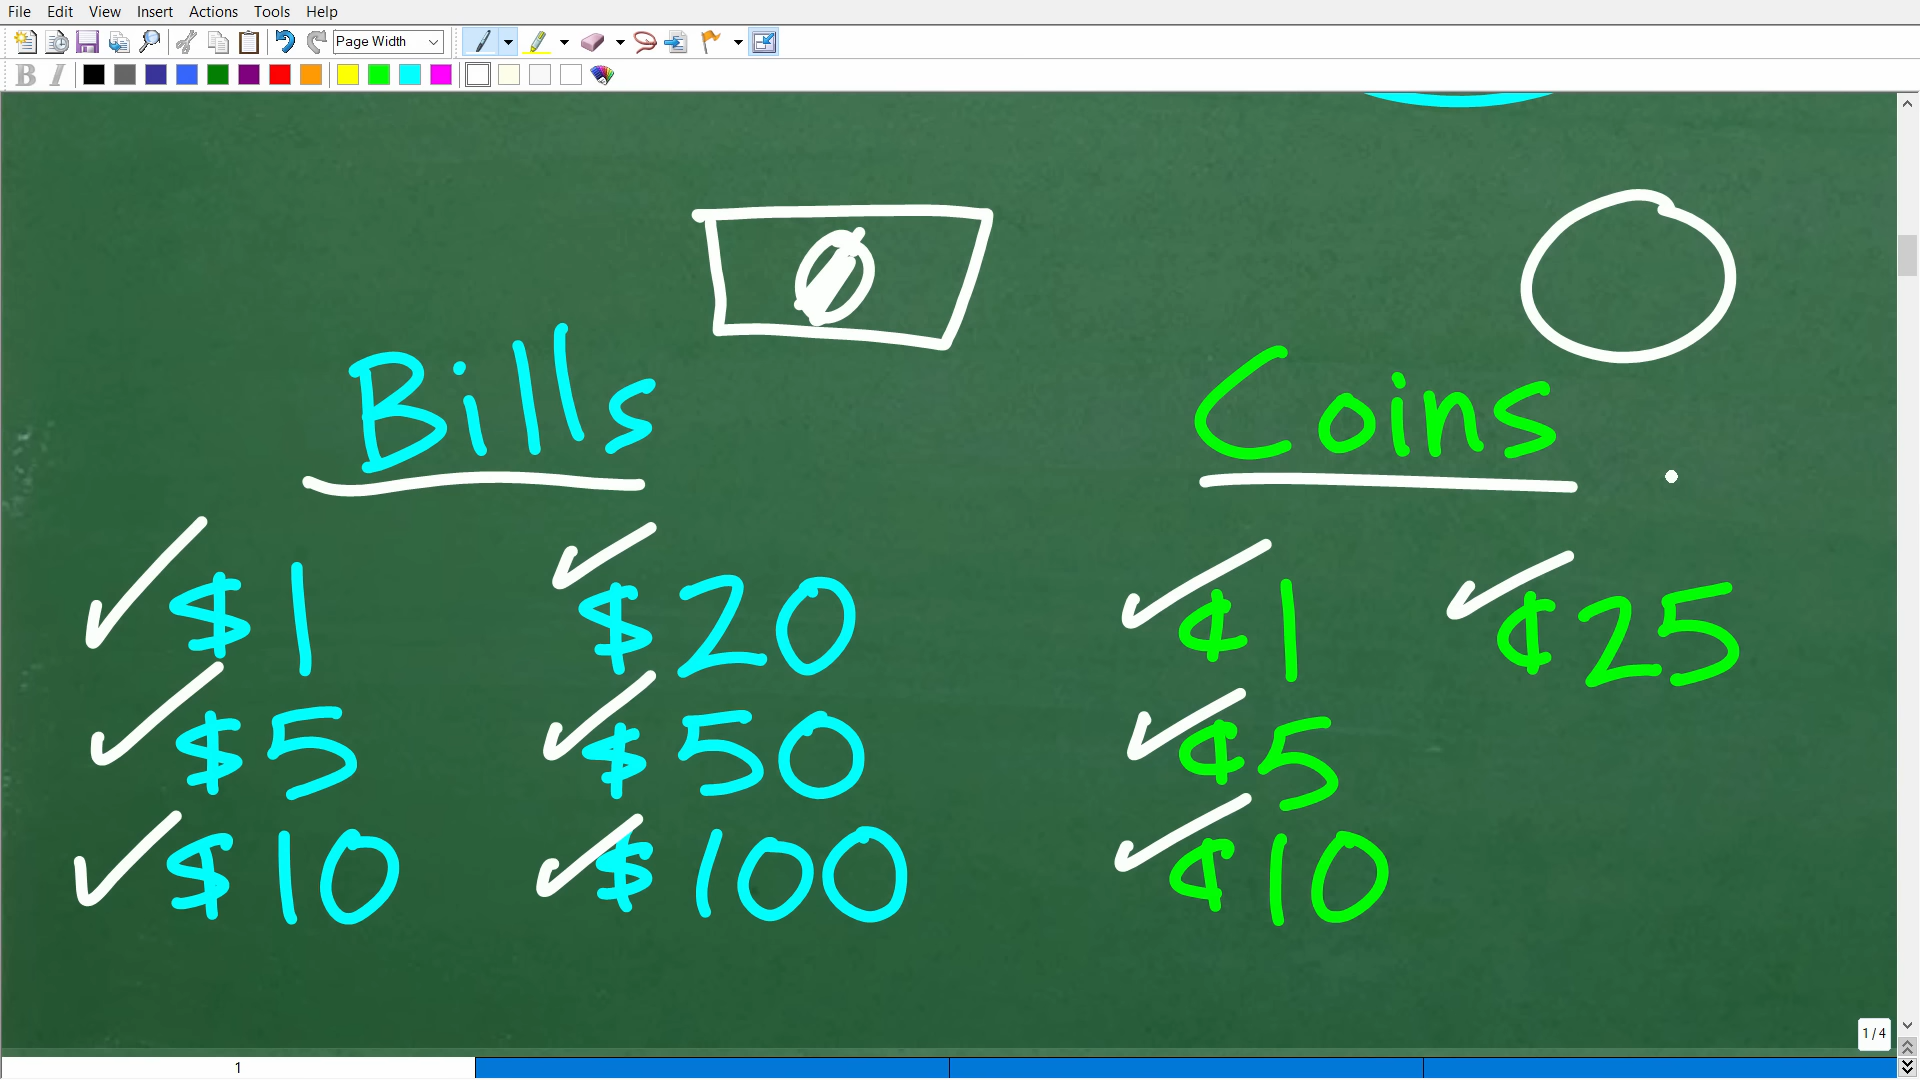 File Edit View Insert Actions Tools Help
Page Width
B I
Bills Coins
$1 $20 ¢1 ¢25
$5 $50 ¢5
$10 $100 ¢10
1 / 4
1